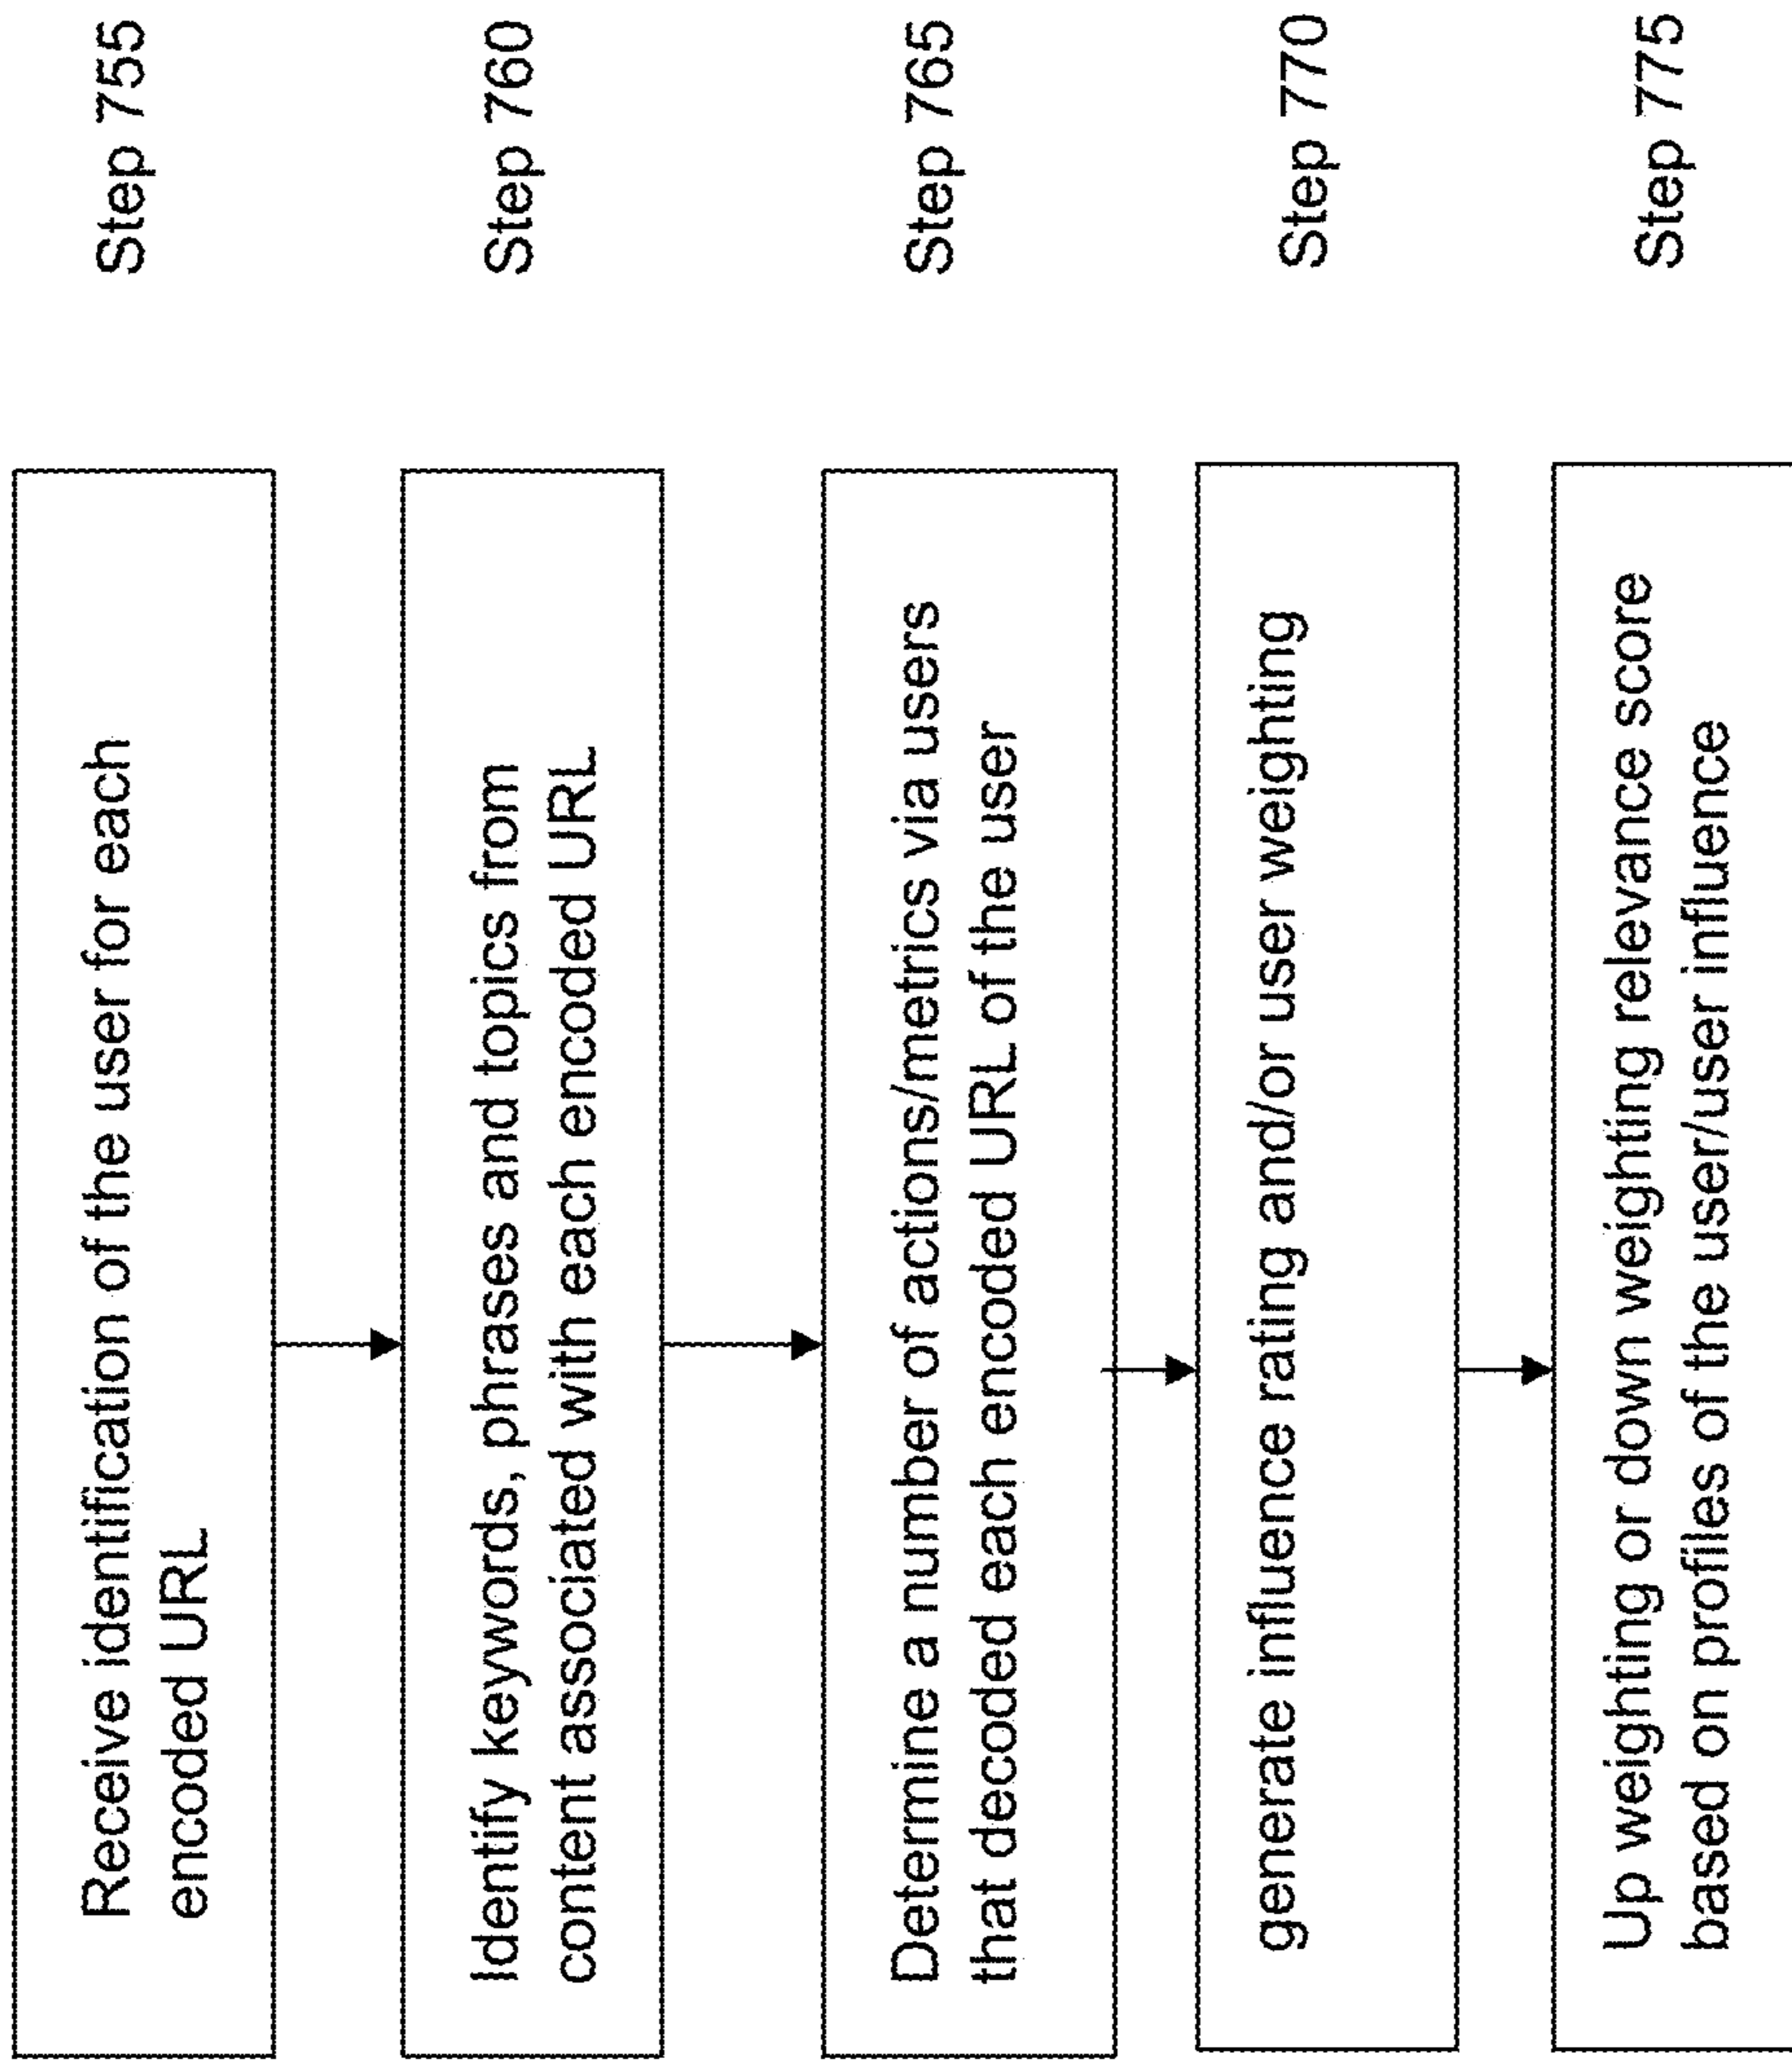 Receive identification of the user for each
encoded URL
Step 755
Identify keywords, phrases and topics from
content associated with each encoded URL
Step 760
Determine a number of actions/metrics via users
that decoded each encoded URL of the user
Step 765
generate influence rating and/or user weighting
Step 770
Up weighting or down weighting relevance score
based on profiles of the user/user influence
Step 775